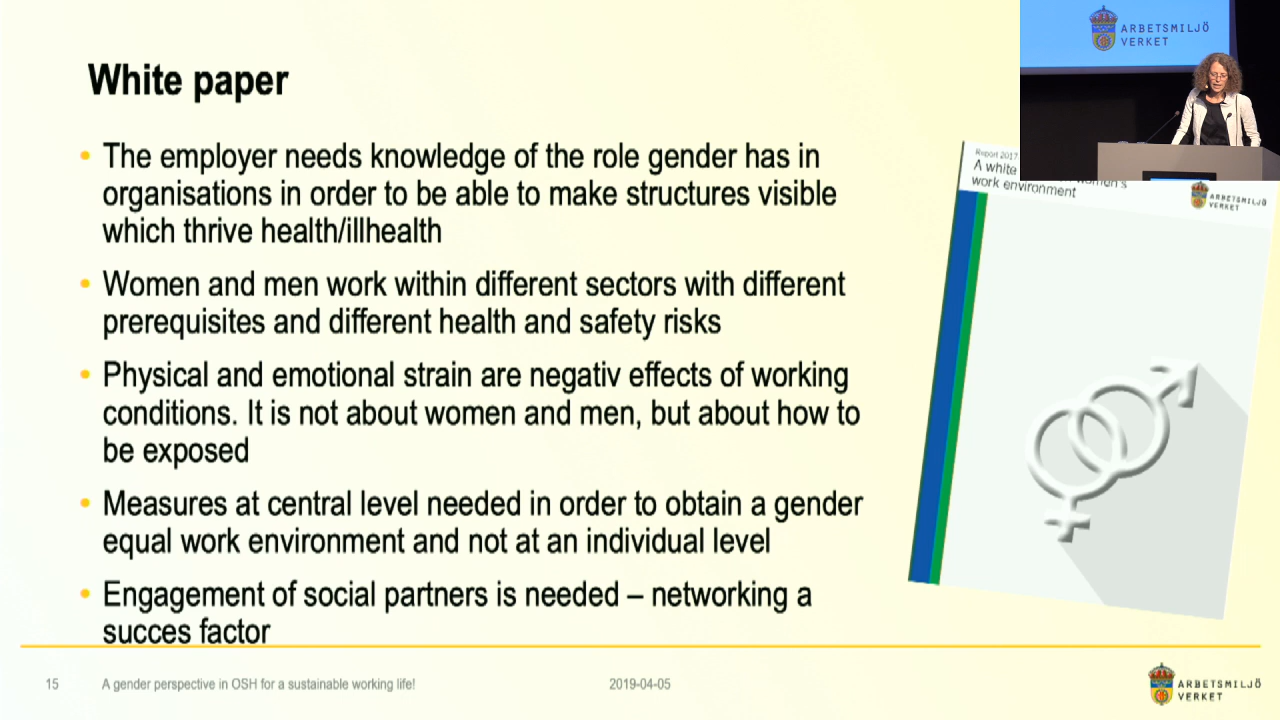 ARBETSMILJÖ
VERKET
White paper
• The employer needs knowledge of the role gender has in
organisations in order to be able to make structures visible
which thrive health/illhealth
• Women and men work within different sectors with different
prerequisites and different health and safety risks
• Physical and emotional strain are negativ effects of working
conditions. It is not about women and men, but about how to
be exposed
• Measures at central level needed in order to obtain a gender
equal work environment and not at an individual level
• Engagement of social partners is needed – networking a
succes factor
Report 2017
A white women's
work environment
ARBETSMILJÖ
VERKET
15 A gender perspective in OSH for a sustainable working life! 2019-04-05
ARBETSMILJÖ
VERKET